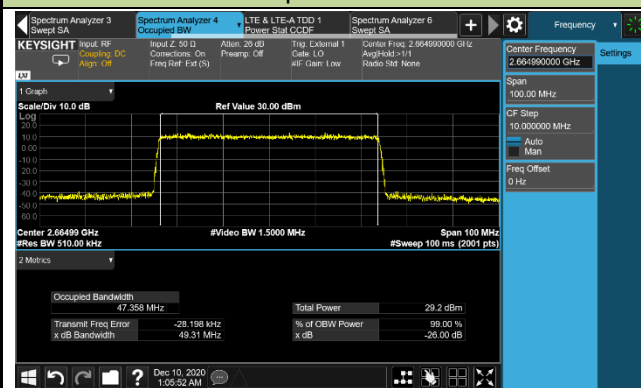 Spectrum Analyzer 3
Swept SA
Spectrum Analyzer 4
Occupied BW
LTE & LTE-A TDD 1
Power Stat CCDF
Spectrum Analyzer 6
Swept SA
Frequency
KEYSIGHT
Input: RF
Coupling: DC
Align: Off
Input Z: 50 Ω
Corrections: On
Freq Ref: Ext (S)
Atten: 26 dB
Preamp: Off
Trig: External 1
Gate: LO
#IF Gain: Low
Center Freq: 2.664990000 GHz
Avg|Hold:>1/1
Radio Std: None
LXI
Center Frequency
2.664990000 GHz
Settings
Span
100.00 MHz
CF Step
10.000000 MHz
Auto
Man
Freq Offset
0 Hz
1 Graph
Scale/Div 10.0 dB
Ref Value 30.00 dBm
Log
20.0
10.0
0.00
-10.0
-20.0
-30.0
-40.0
-50.0
-60.0
Center 2.66499 GHz
#Video BW 1.5000 MHz
Span 100 MHz
#Res BW 510.00 kHz
#Sweep 100 ms (2001 pts)
2 Metrics
Occupied Bandwidth
47.358 MHz
Total Power 29.2 dBm
Transmit Freq Error -28.198 kHz
% of OBW Power 99.00 %
x dB Bandwidth 49.31 MHz
x dB -26.00 dB
Dec 10, 2020
1:05:52 AM